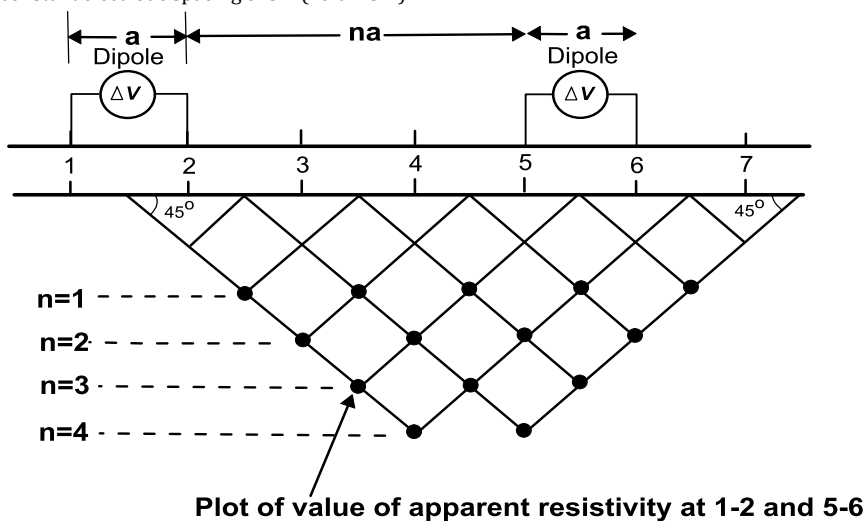 a na a
Dipole Dipole
ΔV ΔV
1 2 3 4 5 6 7
45° 45°
n=1
n=2
n=3
n=4
Plot of value of apparent resistivity at 1-2 and 5-6